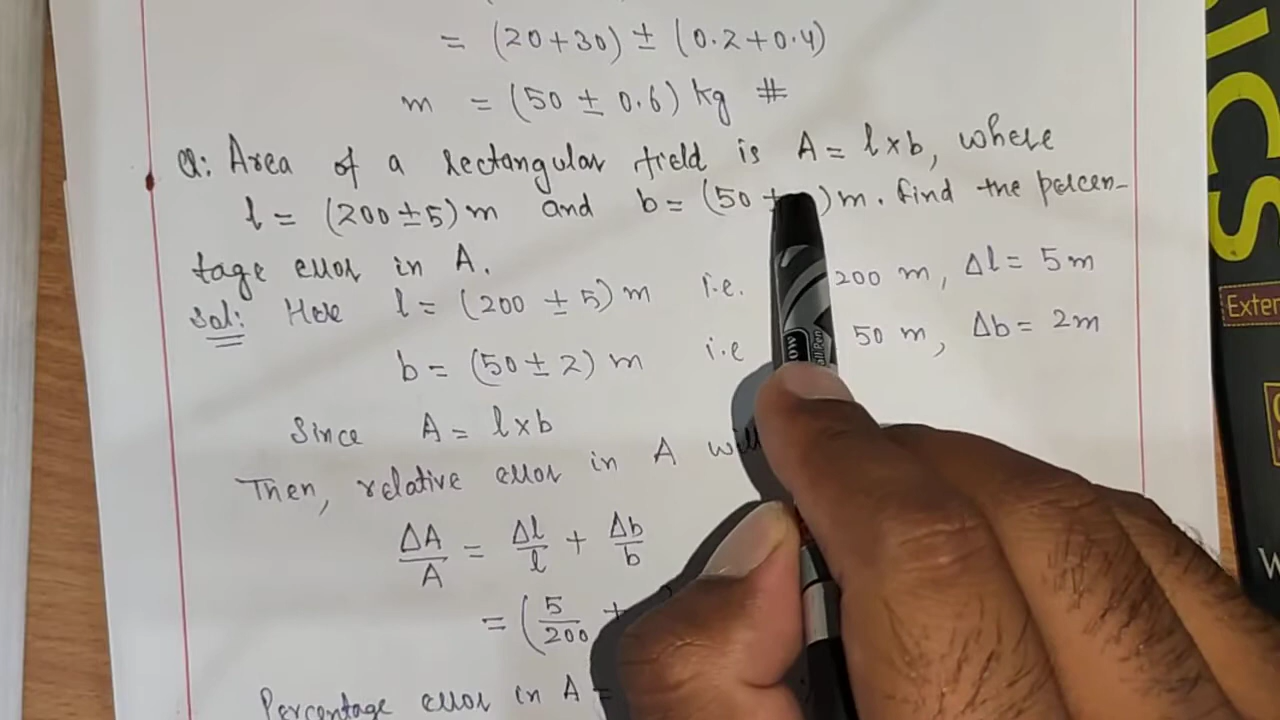 = (20+30) ± (0.2+0.4)
m = (50 ± 0.6) kg #
Q: Area of a rectangular field is A = l×b, where
l = (200±5) m and b = (50 ) m. find the percen-
tage error in A.
Sol: Here l = (200 ± 5) m i.e. 200 m, Δl = 5m
b = (50 ± 2) m i.e 50 m, Δb = 2m
Since A = l×b
Then, relative error in A
ΔA/A = Δl/l + Δb/b
= (5/200 +
Percentage error in A =
ICS
Exter